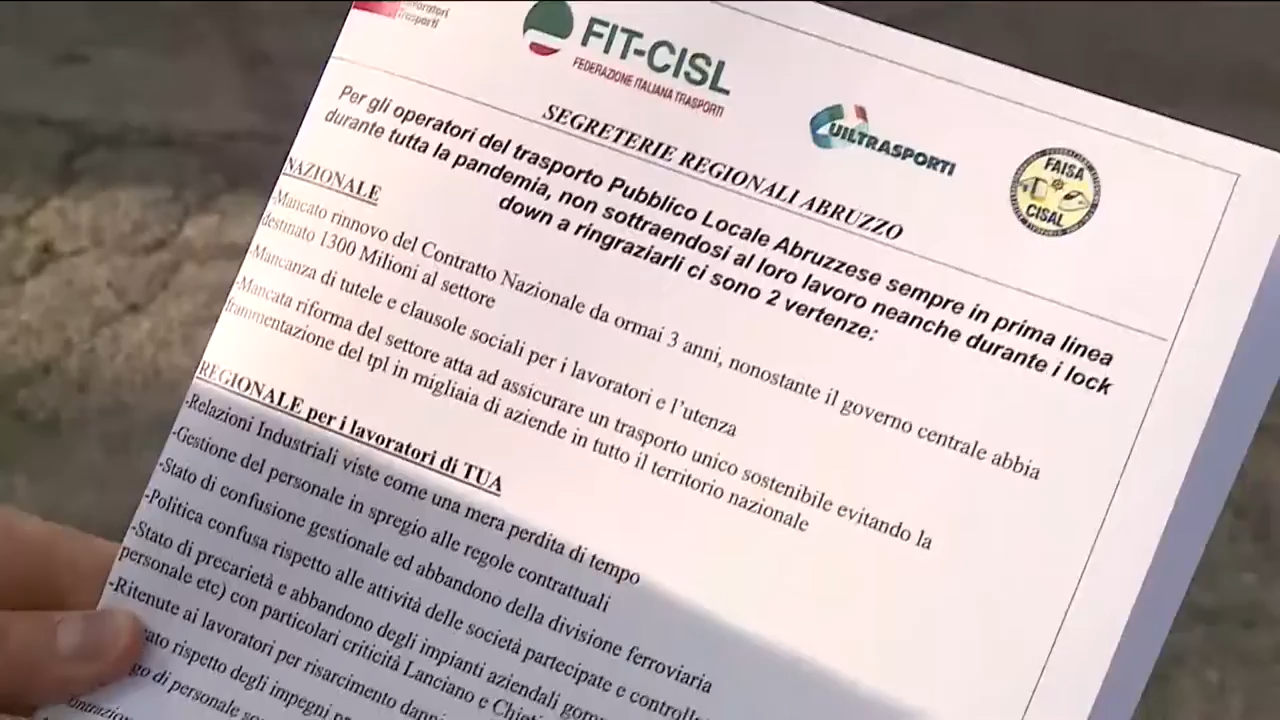 Trasporti
FIT-CISL
FEDERAZIONE ITALIANA TRASPORTI
UILTRASPORTI
FAISA
CISAL
SEGRETERIE REGIONALI ABRUZZO
Per gli operatori del trasporto Pubblico Locale Abruzzese sempre in prima linea
durante tutta la pandemia, non sottraendosi al loro lavoro neanche durante i lock
down a ringraziarli ci sono 2 vertenze:
NAZIONALE
-Mancato rinnovo del Contratto Nazionale da ormai 3 anni, nonostante il governo centrale abbia
destinato 1300 Milioni al settore
-Mancanza di tutele e clausole sociali per i lavoratori e l'utenza
-Mancata riforma del settore atta ad assicurare un trasporto unico sostenibile evitando la
frammentazione del tpl in migliaia di aziende in tutto il territorio nazionale
REGIONALE per i lavoratori di TUA
-Relazioni Industriali viste come una mera perdita di tempo
-Gestione del personale in spregio alle regole contrattuali
-Stato di confusione gestionale ed abbandono della divisione ferroviaria
-Politica confusa rispetto alle attività delle società partecipate e controlla
-Stato di precarietà e abbandono degli impianti aziendali
personale etc) con particolari criticità Lanciano e Chieti
-Ritenute ai lavoratori per risarcimento
rispetto degli impegni
di personale